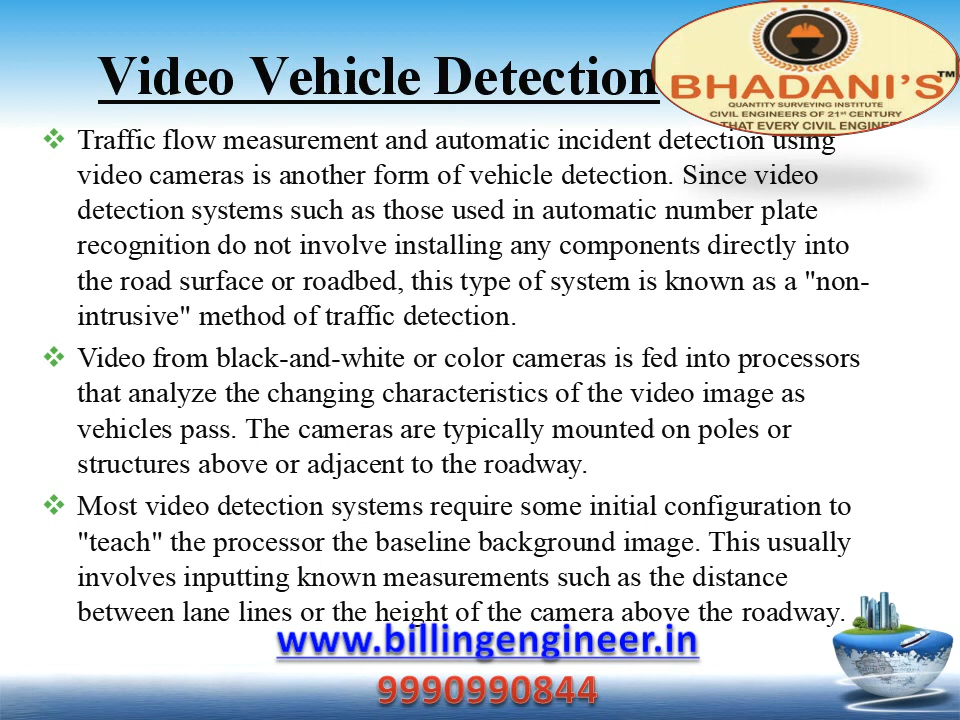 Video Vehicle Detection
BHADANI'S™
QUANTITY SURVEYING INSTITUTE
CIVIL ENGINEERS OF 21ST CENTURY
THAT EVERY CIVIL ENGINEE
Traffic flow measurement and automatic incident detection using
video cameras is another form of vehicle detection. Since video
detection systems such as those used in automatic number plate
recognition do not involve installing any components directly into
the road surface or roadbed, this type of system is known as a "non-
intrusive" method of traffic detection.
Video from black-and-white or color cameras is fed into processors
that analyze the changing characteristics of the video image as
vehicles pass. The cameras are typically mounted on poles or
structures above or adjacent to the roadway.
Most video detection systems require some initial configuration to
"teach" the processor the baseline background image. This usually
involves inputting known measurements such as the distance
between lane lines or the height of the camera above the roadway.
www.billingengineer.in
9990990844